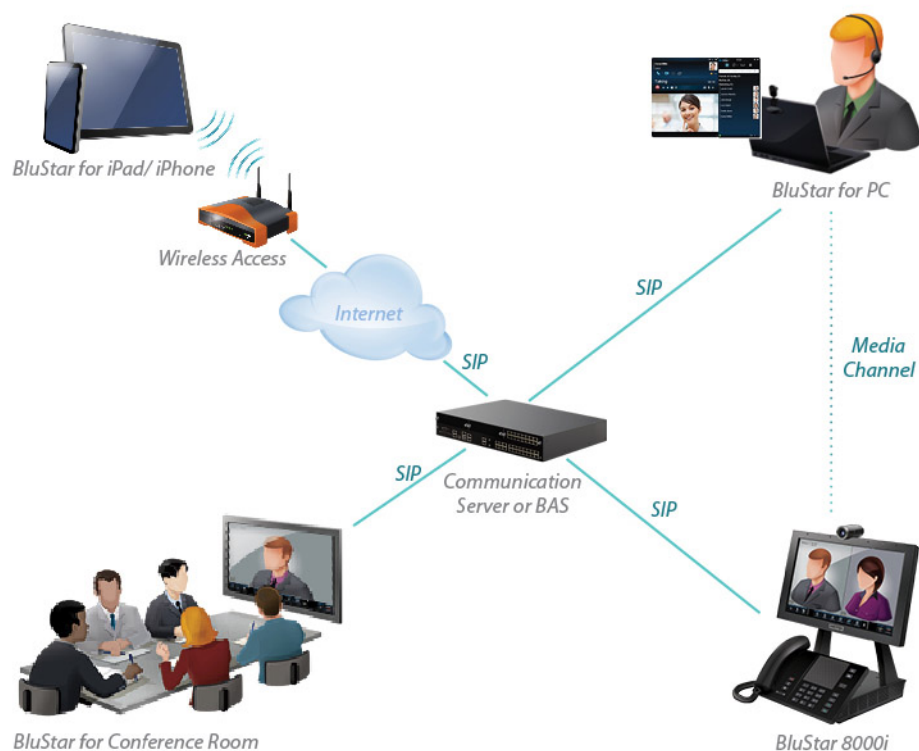 BluStar for iPad/ iPhone
BluStar for PC
Wireless Access
Internet
SIP
SIP
Media
Channel
SIP
SIP
Communication
Server or BAS
BluStar for Conference Room
BluStar 8000i